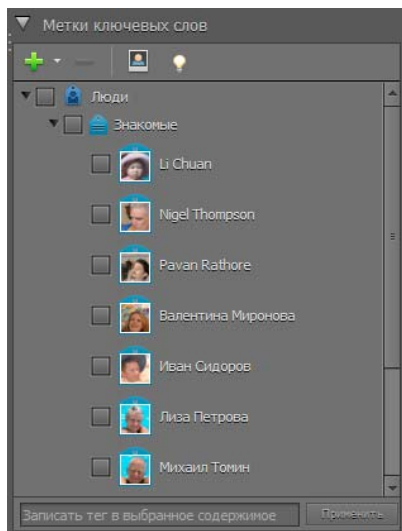 Метки ключевых слов
Люди
Знакомые
Li Chuan
Nigel Thompson
Pavan Rathore
Валентина Миронова
Иван Сидоров
Лиза Петрова
Михаил Томин
Записать тег в выбранное содержимое Применить